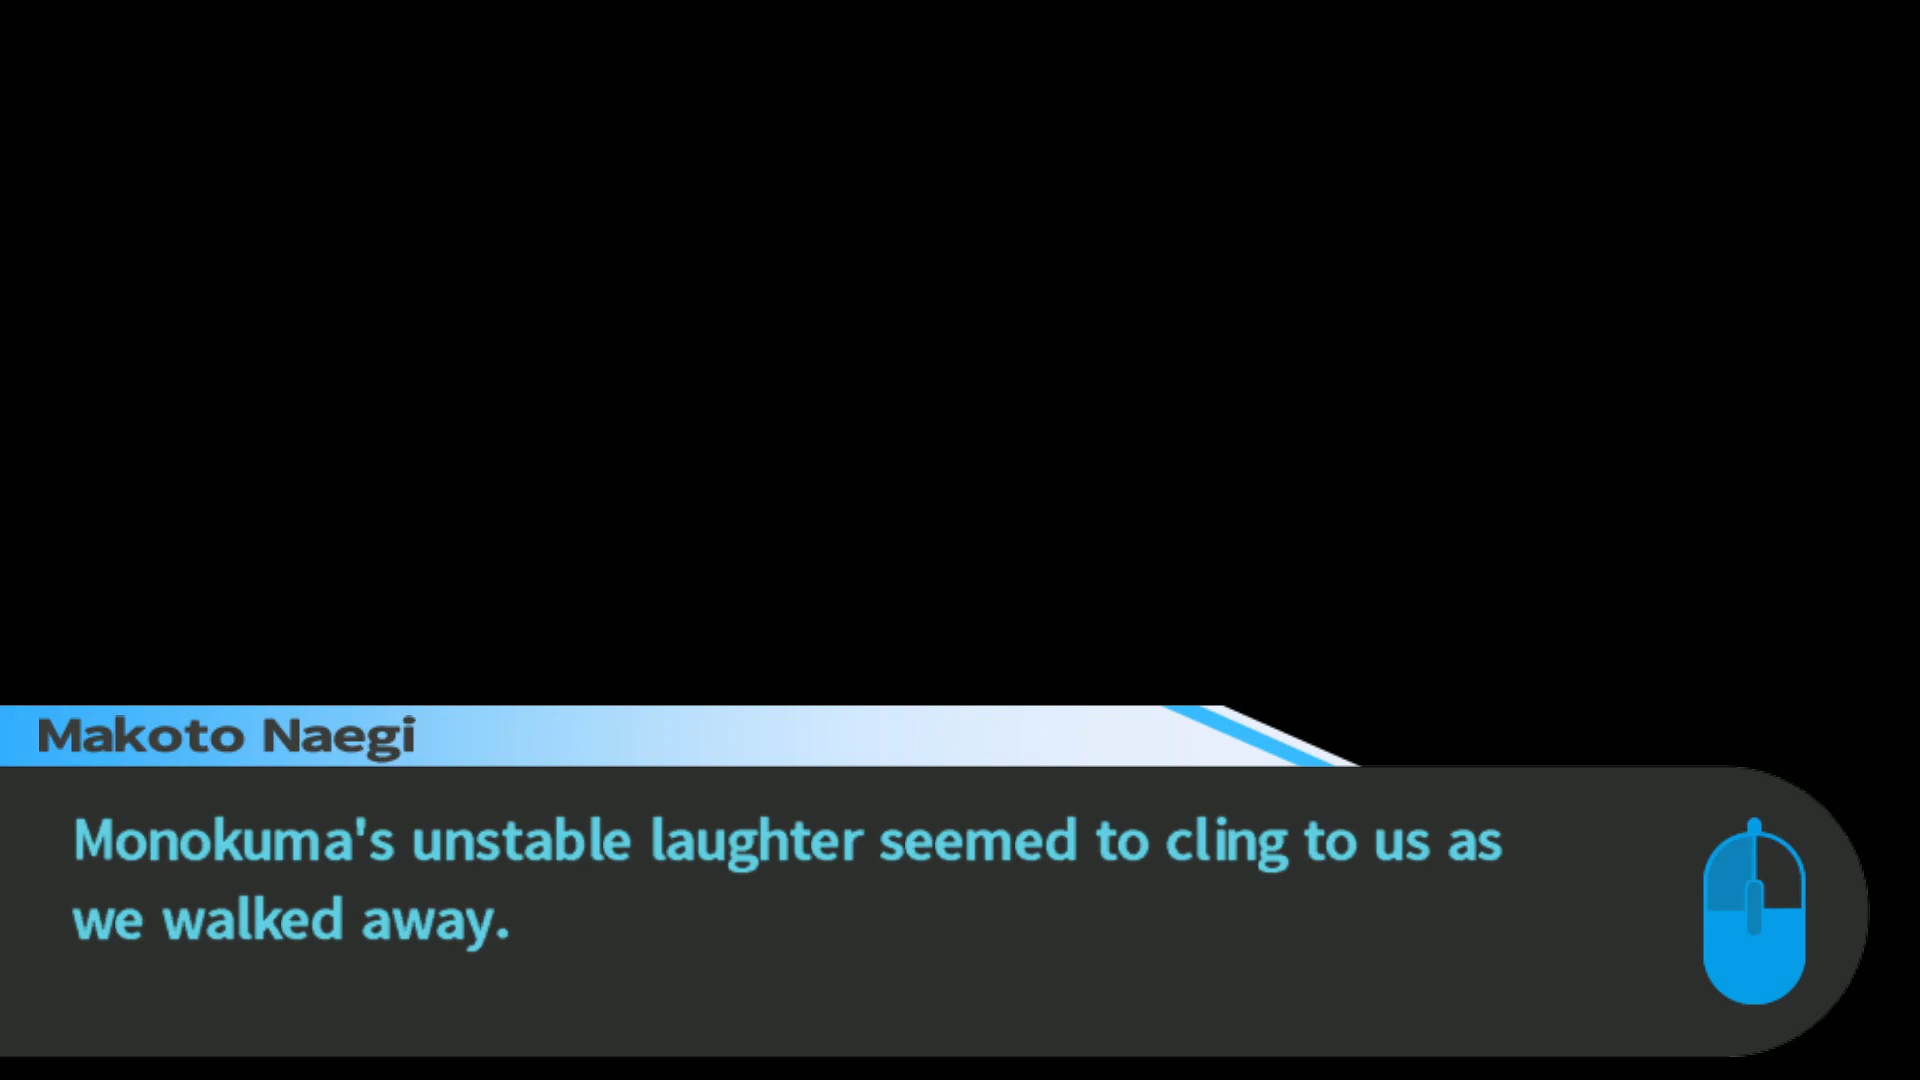 Makoto Naegi
Monokuma's unstable laughter seemed to cling to us as
we walked away.